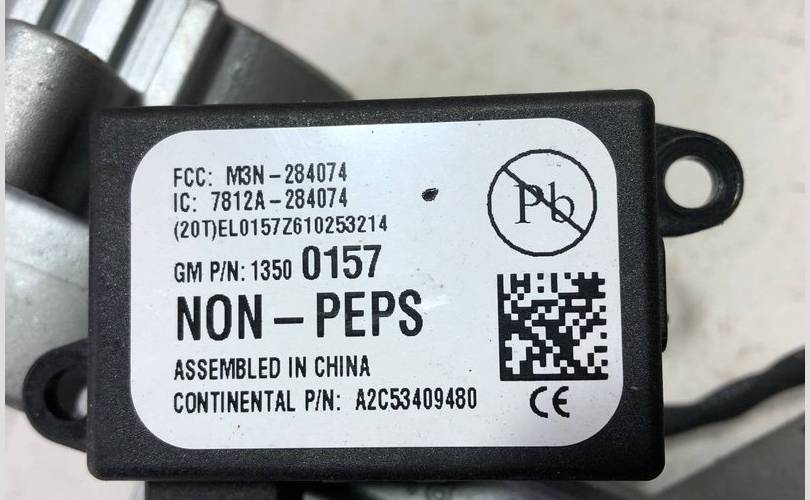 FCC: M3N-284074
IC: 7812A-284074
(20T)EL0157Z610253214
GM P/N: 1350 0157
NON-PEPS
ASSEMBLED IN CHINA
CONTINENTAL P/N: A2C53409480
Pb
CE